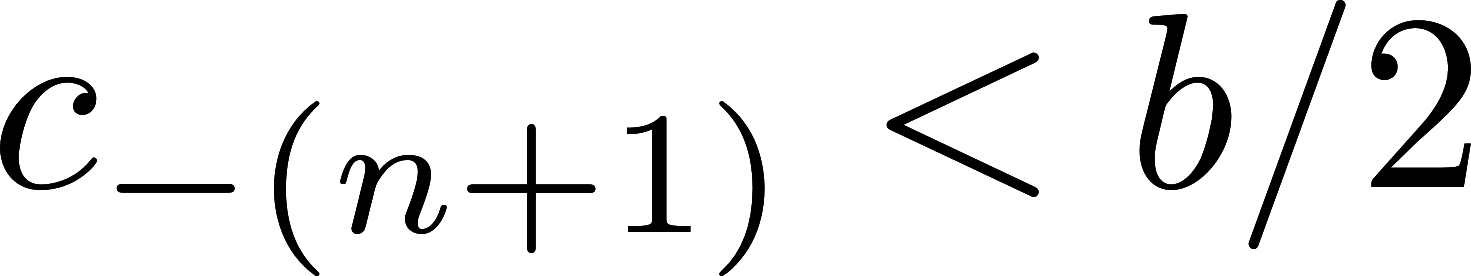 c_{-(n+1)} < b/2